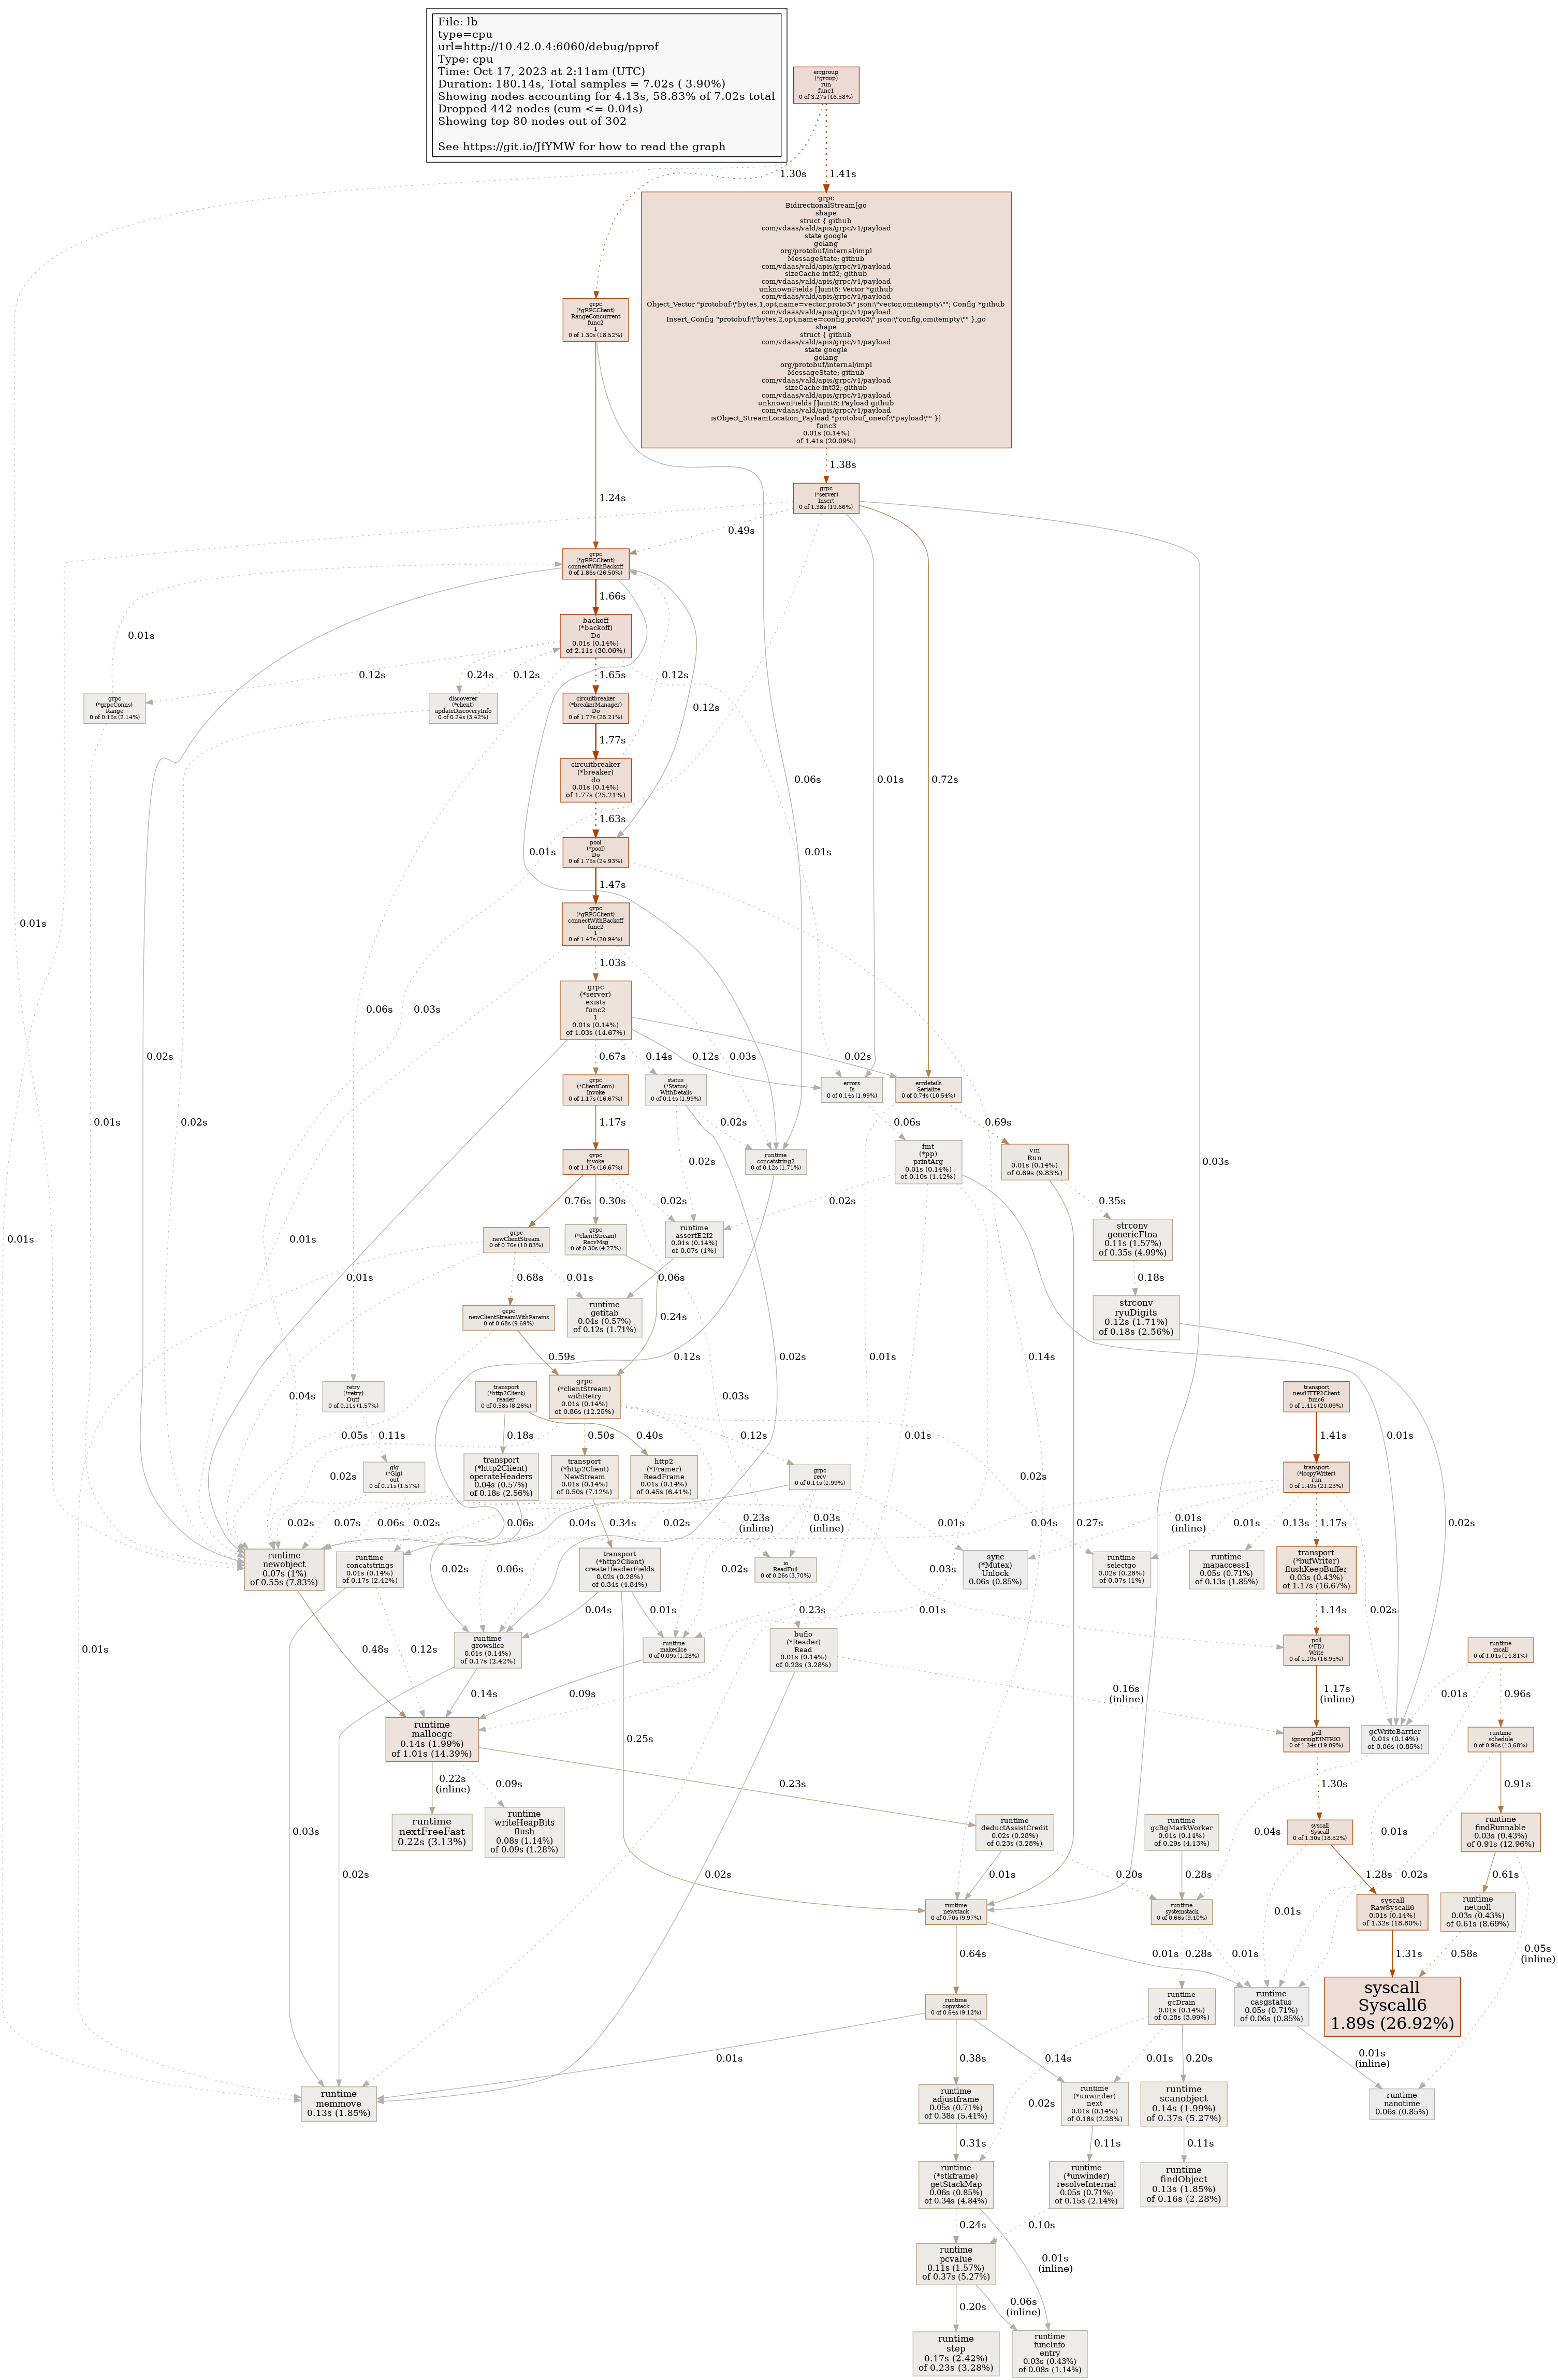 File: lb
type=cpu
url=http://10.42.0.4:6060/debug/pprof
Type: cpu
Time: Oct 17, 2023 at 2:11am (UTC)
Duration: 180.14s, Total samples = 7.02s ( 3.90%)
Showing nodes accounting for 4.13s, 58.83% of 7.02s total
Dropped 442 nodes (cum <= 0.04s)
Showing top 80 nodes out of 302
See https://git.io/JfYMW for how to read the graph
errgroup
(*group)
run
func1
0 of 3.27s (46.58%)
1.30s
1.41s
grpc
BidirectionalStream[go
shape
struct { github
com/vdaas/vald/apis/grpc/v1/payload
state google
golang
org/protobuf/internal/impl
MessageState; github
com/vdaas/vald/apis/grpc/v1/payload
sizeCache int32; github
com/vdaas/vald/apis/grpc/v1/payload
unknownFields []uint8; Vector *github
com/vdaas/vald/apis/grpc/v1/payload
Object_Vector "protobuf:\"bytes,1,opt,name=vector,proto3\" json:\"vector,omitempty\""; Config *github
com/vdaas/vald/apis/grpc/v1/payload
Insert_Config "protobuf:\"bytes,2,opt,name=config,proto3\" json:\"config,omitempty\"" },go
shape
struct { github
com/vdaas/vald/apis/grpc/v1/payload
state google
golang
org/protobuf/internal/impl
MessageState; github
com/vdaas/vald/apis/grpc/v1/payload
sizeCache int32; github
com/vdaas/vald/apis/grpc/v1/payload
unknownFields []uint8; Payload github
com/vdaas/vald/apis/grpc/v1/payload
isObject_StreamLocation_Payload "protobuf_oneof:\"payload\"" }]
func3
0.01s (0.14%)
of 1.41s (20.09%)
grpc
(*gRPCClient)
RangeConcurrent
func2
1
0 of 1.30s (18.52%)
1.38s
grpc
(*server)
Insert
0 of 1.38s (19.66%)
1.24s
0.49s
grpc
(*gRPCClient)
connectWithBackoff
0 of 1.86s (26.50%)
1.66s
0.01s
backoff
(*backoff)
Do
0.01s (0.14%)
of 2.11s (30.06%)
0.12s
0.24s
0.12s
1.65s
0.12s
0.12s
grpc
(*grpcConns)
Range
0 of 0.15s (2.14%)
discoverer
(*client)
updateDiscoveryInfo
0 of 0.24s (3.42%)
circuitbreaker
(*breakerManager)
Do
0 of 1.77s (25.21%)
1.77s
circuitbreaker
(*breaker)
do
0.01s (0.14%)
of 1.77s (25.21%)
0.06s
0.01s
0.72s
1.63s
pool
(*pool)
Do
0 of 1.75s (24.93%)
0.01s
0.01s
1.47s
grpc
(*gRPCClient)
connectWithBackoff
func2
1
0 of 1.47s (20.94%)
0.01s
1.03s
grpc
(*server)
exists
func2
1
0.01s (0.14%)
of 1.03s (14.67%)
0.06s
0.03s
0.02s
0.67s
0.14s
0.03s
0.12s
0.02s
grpc
(*ClientConn)
Invoke
0 of 1.17s (16.67%)
status
(*Status)
WithDetails
0 of 0.14s (1.99%)
errors
Is
0 of 0.14s (1.99%)
errdetails
Serialize
0 of 0.74s (10.54%)
0.01s
0.02s
1.17s
0.02s
0.06s
0.69s
grpc
invoke
0 of 1.17s (16.67%)
runtime
concatstring2
0 of 0.12s (1.71%)
fmt
(*pp)
printArg
0.01s (0.14%)
of 0.10s (1.42%)
vm
Run
0.01s (0.14%)
of 0.69s (9.83%)
0.03s
0.02s
0.76s
0.30s
0.02s
0.02s
0.35s
0.01s
0.01s
grpc
newClientStream
0 of 0.76s (10.83%)
grpc
(*clientStream)
RecvMsg
0 of 0.30s (4.27%)
runtime
assertE2I2
0.01s (0.14%)
of 0.07s (1%)
strconv
genericFtoa
0.11s (1.57%)
of 0.35s (4.99%)
0.01s
0.68s
0.01s
0.06s
0.18s
grpc
newClientStreamWithParams
0 of 0.68s (9.69%)
runtime
getitab
0.04s (0.57%)
of 0.12s (1.71%)
0.24s
strconv
ryuDigits
0.12s (1.71%)
of 0.18s (2.56%)
0.59s
0.12s
0.02s
0.01s
0.14s
retry
(*retry)
Outf
0 of 0.11s (1.57%)
0.04s
transport
(*http2Client)
reader
0 of 0.58s (8.26%)
grpc
(*clientStream)
withRetry
0.01s (0.14%)
of 0.86s (12.25%)
0.03s
transport
newHTTP2Client
func6
0 of 1.41s (20.09%)
0.05s
0.11s
0.18s
0.40s
0.50s
0.12s
0.01s
0.01s
1.41s
glg
(*Glg)
out
0 of 0.11s (1.57%)
transport
(*http2Client)
operateHeaders
0.04s (0.57%)
of 0.18s (2.56%)
transport
(*http2Client)
NewStream
0.01s (0.14%)
of 0.50s (7.12%)
http2
(*Framer)
ReadFrame
0.01s (0.14%)
of 0.45s (6.41%)
grpc
recv
0 of 0.14s (1.99%)
transport
(*loopyWriter)
run
0 of 1.49s (21.23%)
0.02s
0.02s
0.02s
0.07s
0.06s
0.02s
0.06s
0.04s
0.34s
0.23s
(inline)
0.03s
(inline)
0.01s
0.04s
0.27s
0.01s
(inline)
0.01s
0.13s
1.17s
runtime
newobject
0.07s (1%)
of 0.55s (7.83%)
runtime
concatstrings
0.01s (0.14%)
of 0.17s (2.42%)
0.02s
0.06s
transport
(*http2Client)
createHeaderFields
0.02s (0.28%)
of 0.34s (4.84%)
0.02s
0.02s
io
ReadFull
0 of 0.26s (3.70%)
0.03s
sync
(*Mutex)
Unlock
0.06s (0.85%)
runtime
selectgo
0.02s (0.28%)
of 0.07s (1%)
runtime
mapaccess1
0.05s (0.71%)
of 0.13s (1.85%)
transport
(*bufWriter)
flushKeepBuffer
0.03s (0.43%)
of 1.17s (16.67%)
0.02s
0.02s
0.04s
0.01s
0.23s
0.01s
1.14s
0.01s
0.48s
0.12s
runtime
growslice
0.01s (0.14%)
of 0.17s (2.42%)
runtime
makeslice
0 of 0.09s (1.28%)
bufio
(*Reader)
Read
0.01s (0.14%)
of 0.23s (3.28%)
poll
(*FD)
Write
0 of 1.19s (16.95%)
runtime
mcall
0 of 1.04s (14.81%)
0.14s
0.09s
0.16s
(inline)
1.17s
(inline)
0.01s
0.96s
runtime
mallocgc
0.14s (1.99%)
of 1.01s (14.39%)
0.25s
poll
ignoringEINTRIO
0 of 1.34s (19.09%)
gcWriteBarrier
0.01s (0.14%)
of 0.06s (0.85%)
runtime
schedule
0 of 0.96s (13.68%)
0.22s
(inline)
0.09s
0.23s
1.30s
0.91s
0.03s
runtime
nextFreeFast
0.22s (3.13%)
runtime
writeHeapBits
flush
0.08s (1.14%)
of 0.09s (1.28%)
runtime
deductAssistCredit
0.02s (0.28%)
of 0.23s (3.28%)
runtime
gcBgMarkWorker
0.01s (0.14%)
of 0.29s (4.13%)
0.04s
syscall
Syscall
0 of 1.30s (18.52%)
0.01s
runtime
findRunnable
0.03s (0.43%)
of 0.91s (12.96%)
0.02s
0.02s
0.01s
0.20s
0.28s
1.28s
0.02s
0.61s
runtime
newstack
0 of 0.70s (9.97%)
runtime
systemstack
0 of 0.66s (9.40%)
0.01s
syscall
RawSyscall6
0.01s (0.14%)
of 1.32s (18.80%)
runtime
netpoll
0.03s (0.43%)
of 0.61s (8.69%)
0.64s
0.01s
0.28s
0.01s
1.31s
0.58s
0.05s
(inline)
runtime
copystack
0 of 0.64s (9.12%)
runtime
gcDrain
0.01s (0.14%)
of 0.28s (3.99%)
runtime
casgstatus
0.05s (0.71%)
of 0.06s (0.85%)
syscall
Syscall6
1.89s (26.92%)
0.01s
0.38s
0.14s
0.01s
0.20s
0.01s
(inline)
runtime
memmove
0.13s (1.85%)
runtime
adjustframe
0.05s (0.71%)
of 0.38s (5.41%)
0.02s
runtime
(*unwinder)
next
0.01s (0.14%)
of 0.16s (2.28%)
runtime
scanobject
0.14s (1.99%)
of 0.37s (5.27%)
runtime
nanotime
0.06s (0.85%)
0.31s
0.11s
0.11s
runtime
(*stkframe)
getStackMap
0.06s (0.85%)
of 0.34s (4.84%)
runtime
(*unwinder)
resolveInternal
0.05s (0.71%)
of 0.15s (2.14%)
runtime
findObject
0.13s (1.85%)
of 0.16s (2.28%)
0.24s
0.10s
runtime
pcvalue
0.11s (1.57%)
of 0.37s (5.27%)
0.01s
(inline)
0.20s
0.06s
(inline)
runtime
step
0.17s (2.42%)
of 0.23s (3.28%)
runtime
funcInfo
entry
0.03s (0.43%)
of 0.08s (1.14%)